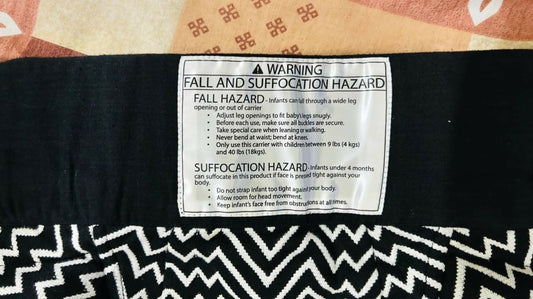 ⚠ WARNING
FALL AND SUFFOCATION HAZARD
FALL HAZARD - Infants can fall through a wide leg
opening or out of carrier
• Adjust leg openings to fit baby's legs snugly.
• Before each use, make sure all buckles are secure.
• Take special care when leaning or walking.
• Never bend at waist; bend at knees.
• Only use this carrier with children between 9 lbs (4 kgs)
and 40 lbs (18kgs).
SUFFOCATION HAZARD - Infants under 4 months
can suffocate in this product if face is pressed tight against your
body.
• Do not strap infant too tight against your body.
• Allow room for head movement.
• Keep infant's face free from obstructions at all times.